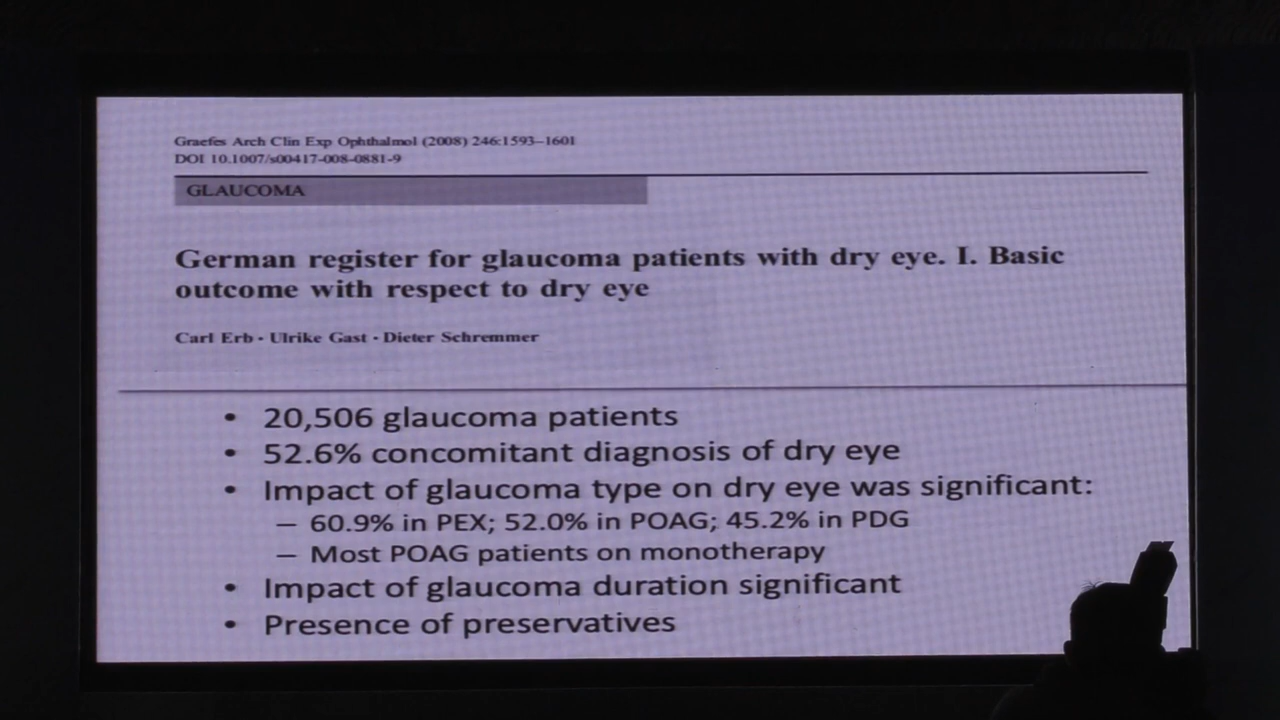 Graefes Arch Clin Exp Ophthalmol (2008) 246:1593–1601
DOI 10.1007/s00417-008-0881-9
GLAUCOMA
German register for glaucoma patients with dry eye. I. Basic
outcome with respect to dry eye
Carl Erb · Ulrike Gast · Dieter Schremmer
• 20,506 glaucoma patients
• 52.6% concomitant diagnosis of dry eye
• Impact of glaucoma type on dry eye was significant:
– 60.9% in PEX; 52.0% in POAG; 45.2% in PDG
– Most POAG patients on monotherapy
• Impact of glaucoma duration significant
• Presence of preservatives